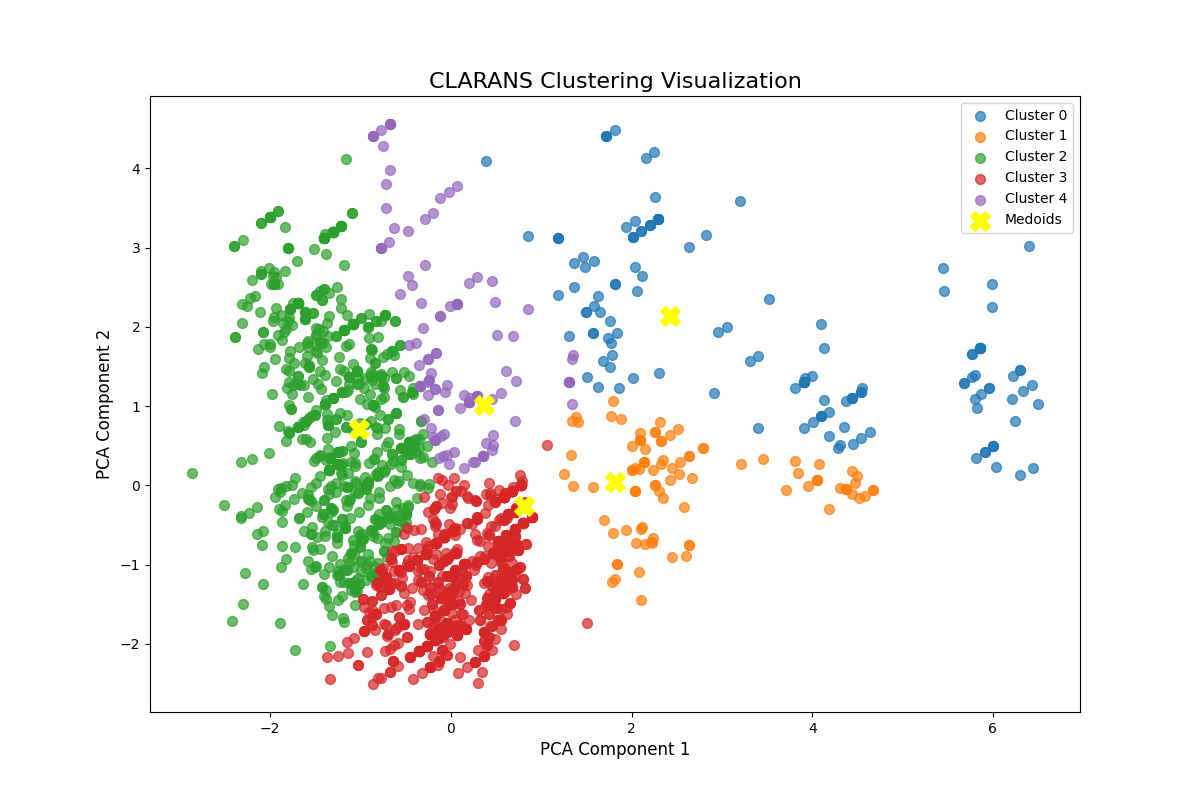 CLARANS Clustering Visualization
Cluster 0
Cluster 1
Cluster 2
Cluster 3
Cluster 4
Medoids
PCA Component 2
4
3
2
1
0
−1
−2
−2
0
2
4
6
PCA Component 1